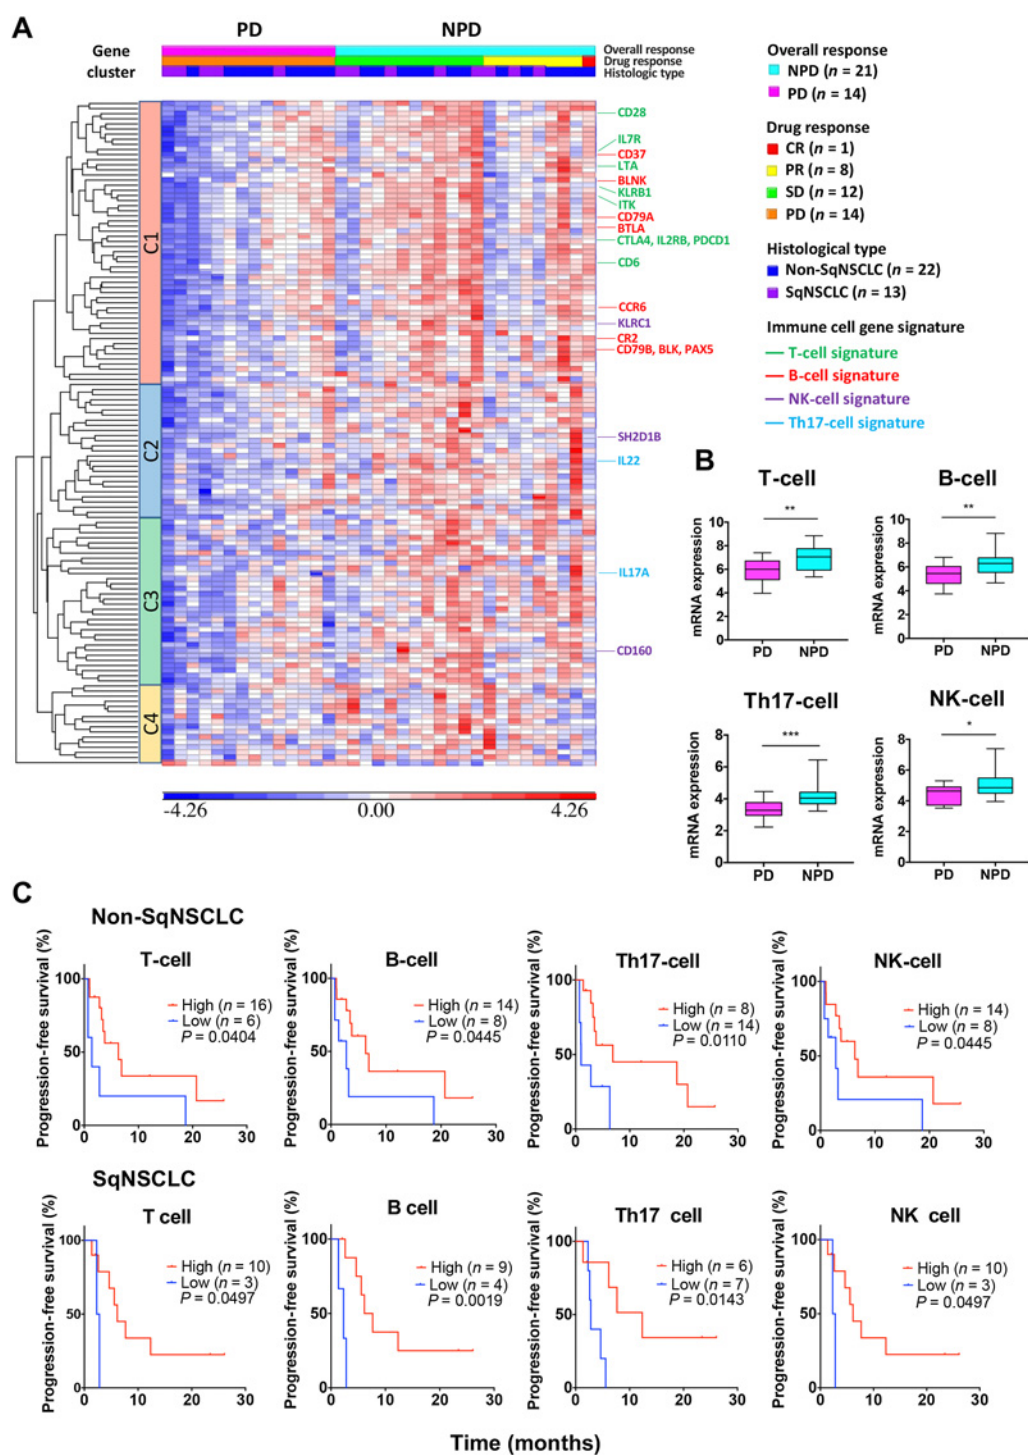 A
PD
NPD
Gene
cluster
Overall response
Drug response
Histologic type
C1
C2
C3
C4
CD28
IL7R
CD37
LTA
BLNK
KLRB1
ITK
CD79A
BTLA
CTLA4, IL2RB, PDCD1
CD6
CCR6
KLRC1
CR2
CD79B, BLK, PAX5
SH2D1B
IL22
IL17A
CD160
-4.26
0.00
4.26
Overall response
NPD (n = 21)
PD (n = 14)
Drug response
CR (n = 1)
PR (n = 8)
SD (n = 12)
PD (n = 14)
Histological type
Non-SqNSCLC (n = 22)
SqNSCLC (n = 13)
Immune cell gene signature
T-cell signature
B-cell signature
NK-cell signature
Th17-cell signature
B
T-cell
**
mRNA expression
10
8
6
4
2
0
PD
NPD
B-cell
**
mRNA expression
10
8
6
4
2
0
PD
NPD
Th17-cell
***
mRNA expression
8
6
4
2
0
PD
NPD
NK-cell
*
mRNA expression
8
6
4
2
0
PD
NPD
C
Non-SqNSCLC
T-cell
Progression-free survival (%)
100
50
0
0
10
20
30
High (n = 16)
Low (n = 6)
P = 0.0404
B-cell
Progression-free survival (%)
100
50
0
0
10
20
30
High (n = 14)
Low (n = 8)
P = 0.0445
Th17-cell
Progression-free survival (%)
100
50
0
0
10
20
30
High (n = 8)
Low (n = 14)
P = 0.0110
NK-cell
Progression-free survival (%)
100
50
0
0
10
20
30
High (n = 14)
Low (n = 8)
P = 0.0445
SqNSCLC
T cell
Progression-free survival (%)
100
50
0
0
10
20
30
High (n = 10)
Low (n = 3)
P = 0.0497
B cell
Progression-free survival (%)
100
50
0
0
10
20
30
High (n = 9)
Low (n = 4)
P = 0.0019
Th17 cell
Progression-free survival (%)
100
50
0
0
10
20
30
High (n = 6)
Low (n = 7)
P = 0.0143
NK cell
Progression-free survival (%)
100
50
0
0
10
20
30
High (n = 10)
Low (n = 3)
P = 0.0497
Time (months)